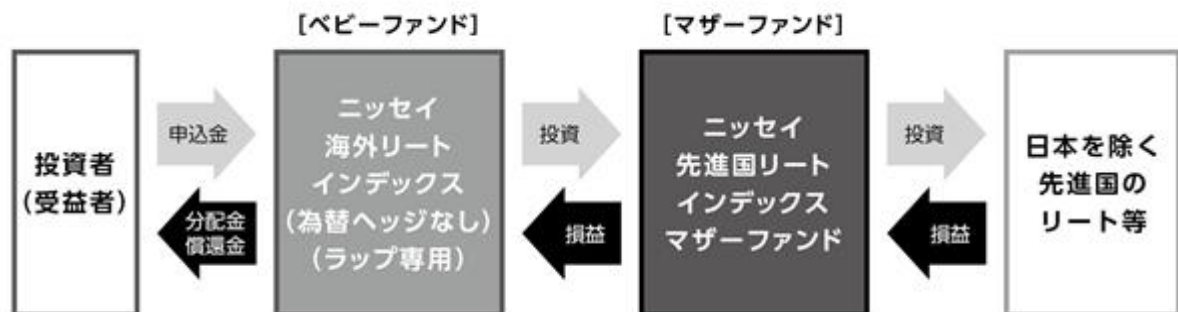 [ベビーファンド]
[マザーファンド]
投資者
(受益者)
申込金
分配金
償還金
ニッセイ
海外リート
インデックス
(為替ヘッジなし)
(ラップ専用)
投資
損益
ニッセイ
先進国リート
インデックス
マザーファンド
投資
損益
日本を除く
先進国の
リート等